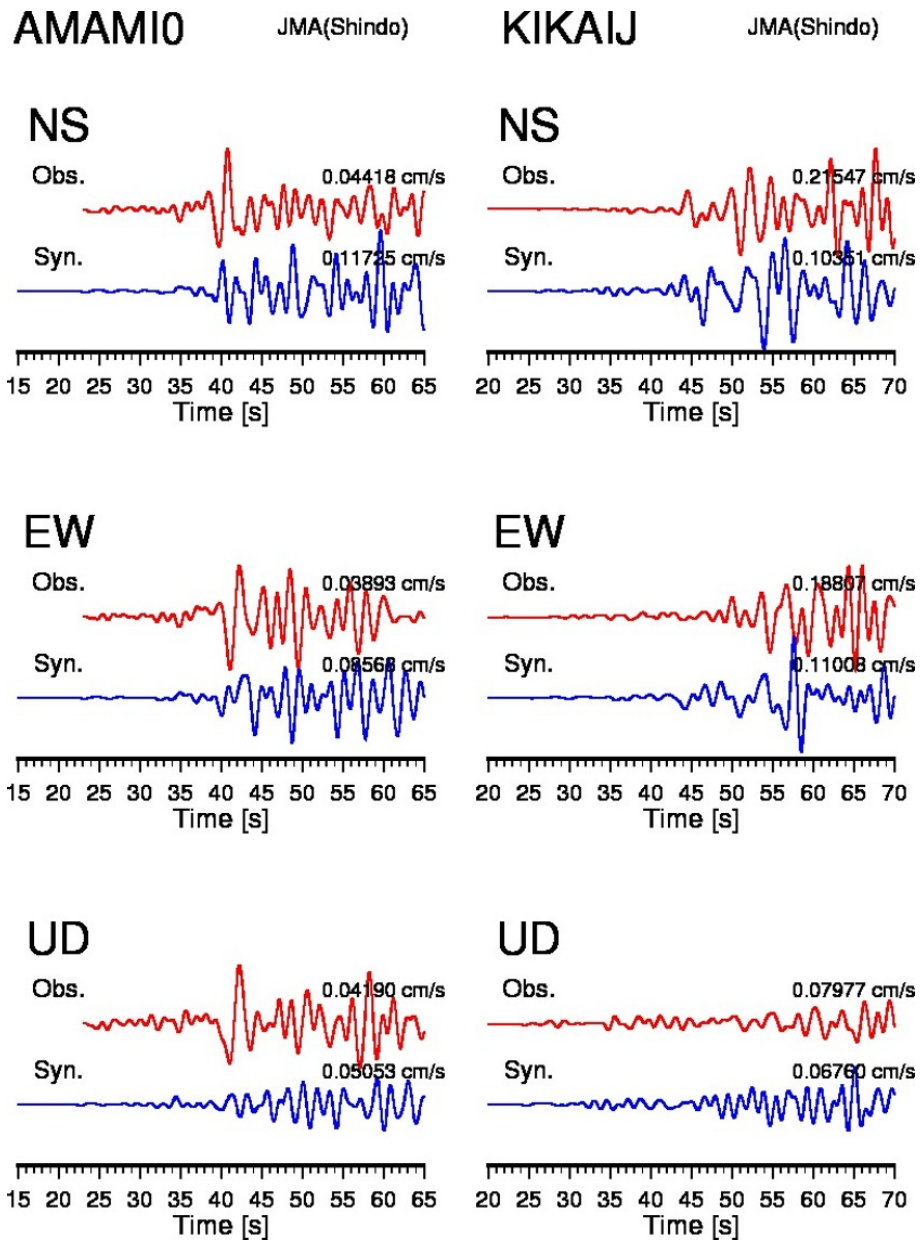 AMAMI0 JMA(Shindo) KIKAIJ JMA(Shindo)
NS NS
Obs. 0.04418 cm/s Obs. 0.21547 cm/s
Syn. 0.11725 cm/s Syn. 0.10351 cm/s
15 20 25 30 35 40 45 50 55 60 65 20 25 30 35 40 45 50 55 60 65 70
Time [s] Time [s]
EW EW
Obs. 0.03893 cm/s Obs. 0.18807 cm/s
Syn. 0.08568 cm/s Syn. 0.11008 cm/s
15 20 25 30 35 40 45 50 55 60 65 20 25 30 35 40 45 50 55 60 65 70
Time [s] Time [s]
UD UD
Obs. 0.04190 cm/s Obs. 0.07977 cm/s
Syn. 0.05053 cm/s Syn. 0.06760 cm/s
15 20 25 30 35 40 45 50 55 60 65 20 25 30 35 40 45 50 55 60 65 70
Time [s] Time [s]